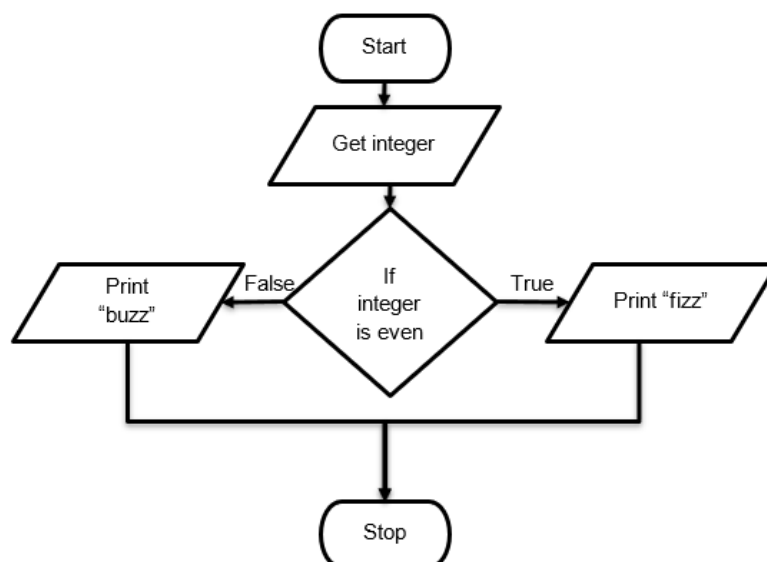 Start
Get integer
False
If
integer
is even
True
Print
“buzz”
Print “fizz”
Stop